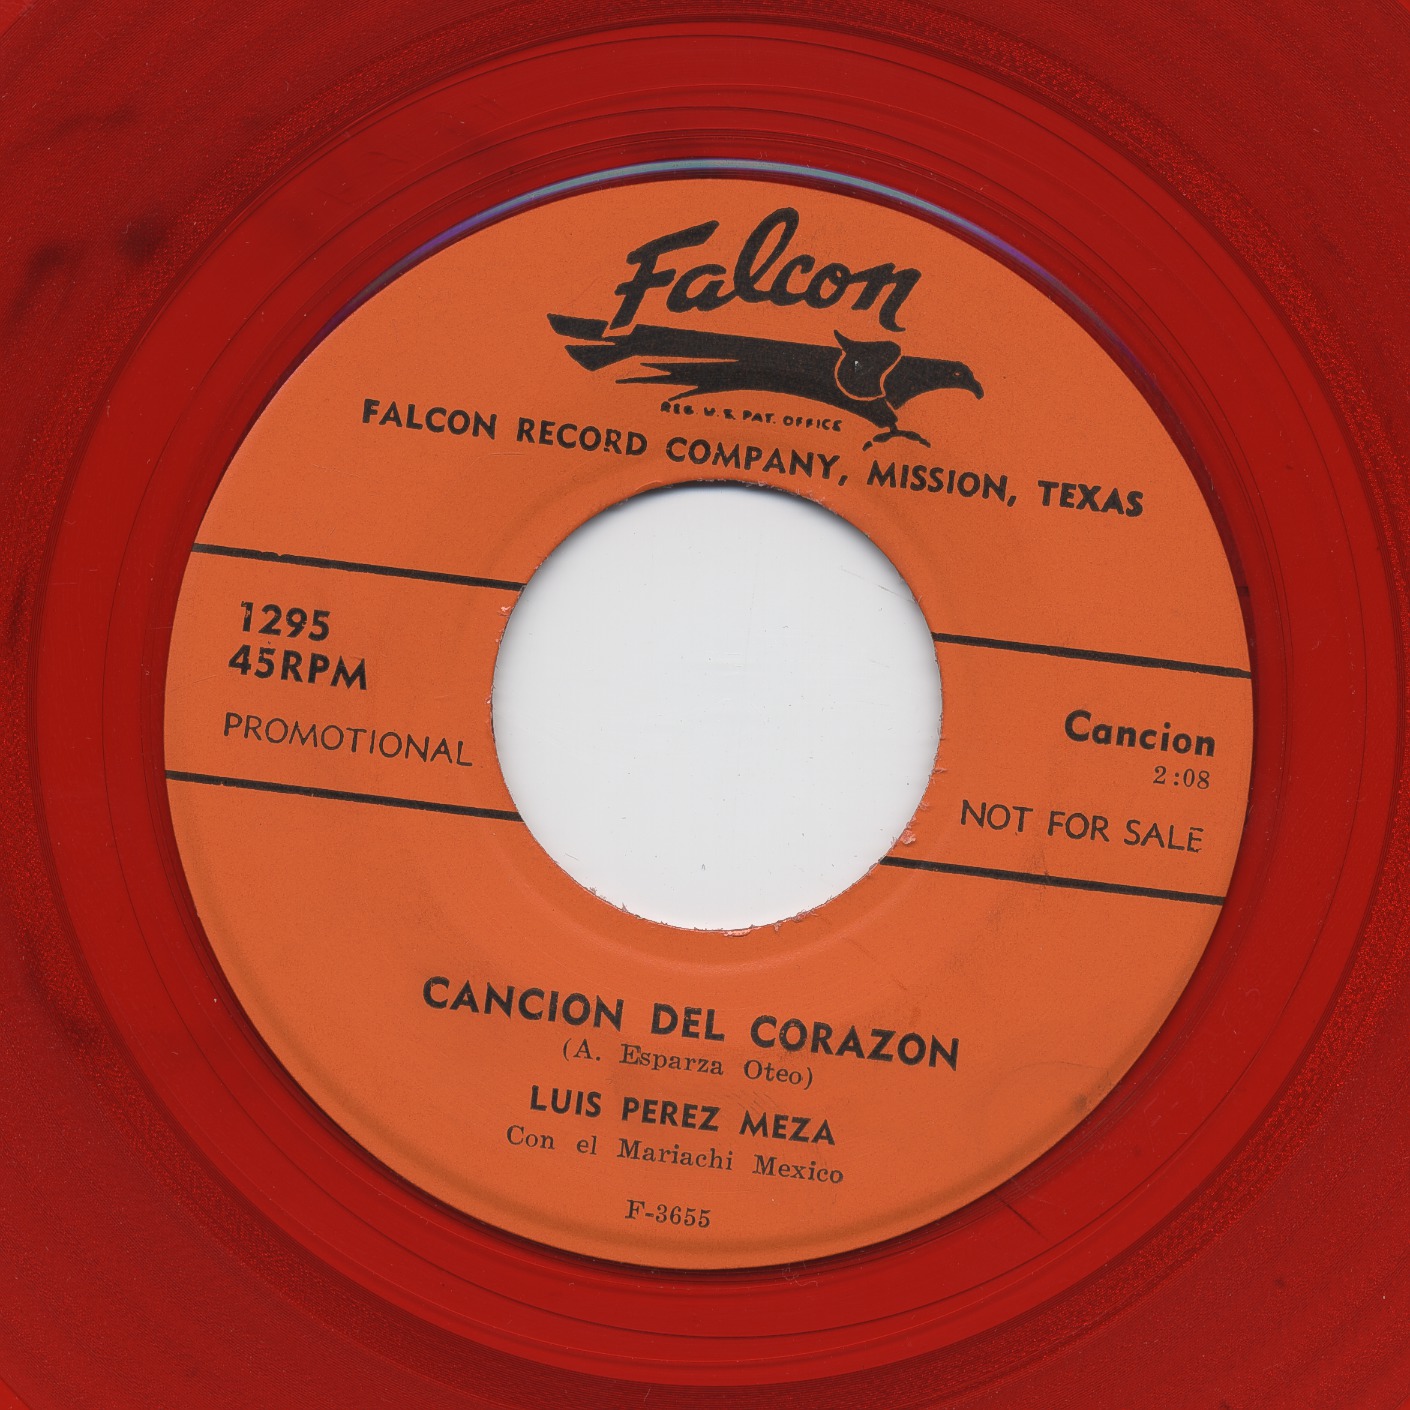 Falcon
REG. U.S. PAT. OFFICE
FALCON RECORD COMPANY, MISSION, TEXAS
1295
45RPM
PROMOTIONAL
Cancion
2:08
NOT FOR SALE
CANCION DEL CORAZON
(A. Esparza Oteo)
LUIS PEREZ MEZA
Con el Mariachi Mexico
F-3655